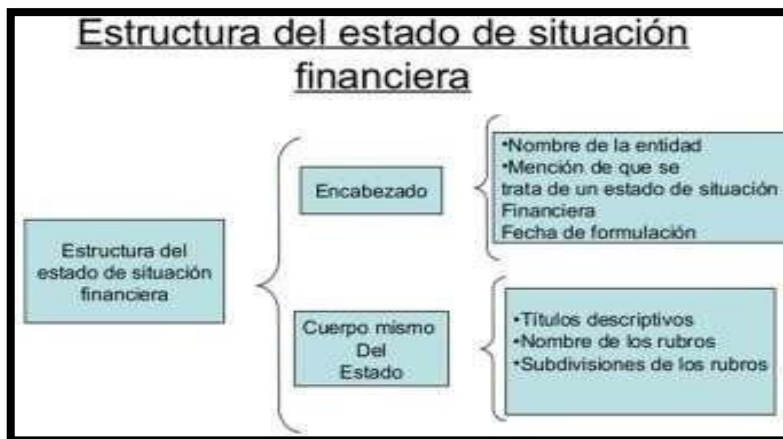 Estructura del estado de situación
financiera
Estructura del
estado de situación
financiera
Encabezado
•Nombre de la entidad
•Mención de que se
trata de un estado de situación
Financiera
Fecha de formulación
Cuerpo mismo
Del
Estado
•Títulos descriptivos
•Nombre de los rubros
•Subdivisiones de los rubros